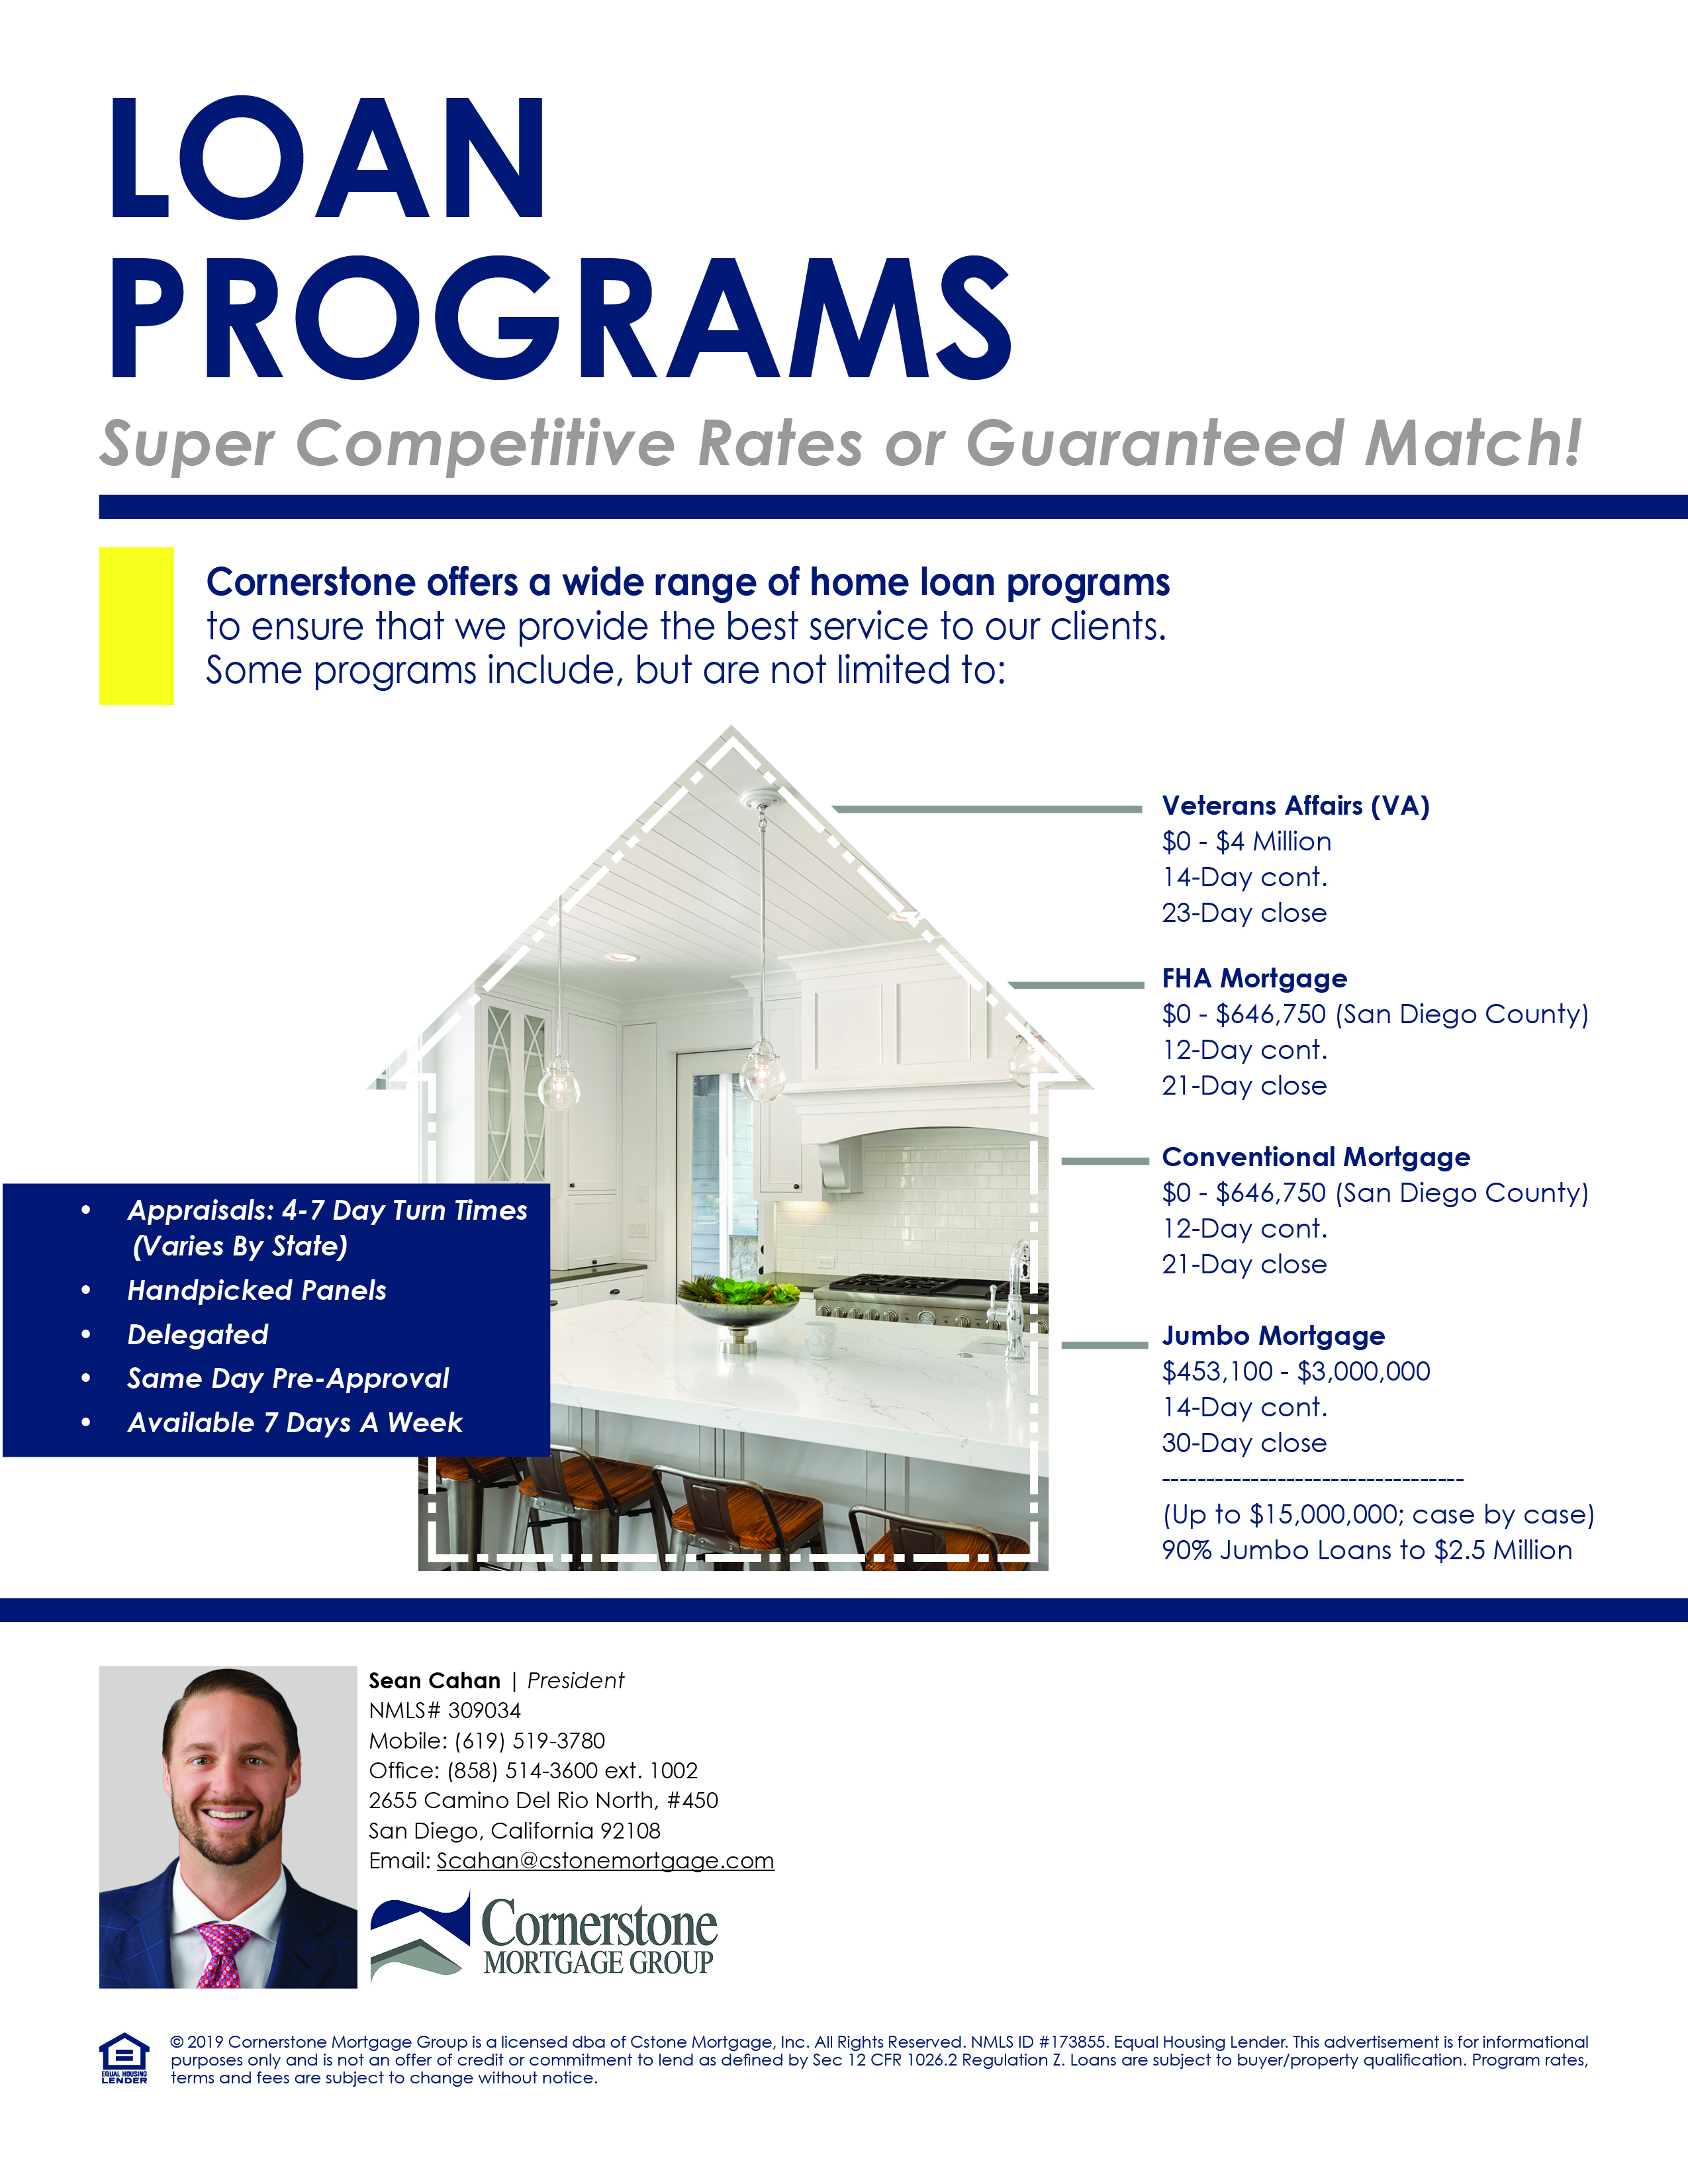 LOAN
PROGRAMS
Super Competitive Rates or Guaranteed Match!
Cornerstone offers a wide range of home loan programs
to ensure that we provide the best service to our clients.
Some programs include, but are not limited to:
Veterans Affairs (VA)
$0 - $4 Million
14-Day cont.
23-Day close
FHA Mortgage
$0 - $646,750 (San Diego County)
12-Day cont.
21-Day close
Conventional Mortgage
$0 - $646,750 (San Diego County)
12-Day cont.
21-Day close
Jumbo Mortgage
$453,100 - $3,000,000
14-Day cont.
30-Day close
----------------------------------
(Up to $15,000,000; case by case)
90% Jumbo Loans to $2.5 Million
• Appraisals: 4-7 Day Turn Times
(Varies By State)
• Handpicked Panels
• Delegated
• Same Day Pre-Approval
• Available 7 Days A Week
Sean Cahan | President
NMLS# 309034
Mobile: (619) 519-3780
Office: (858) 514-3600 ext. 1002
2655 Camino Del Rio North, #450
San Diego, California 92108
Email: Scahan@cstonemortgage.com
Cornerstone
MORTGAGE GROUP
EQUAL HOUSING
LENDER
© 2019 Cornerstone Mortgage Group is a licensed dba of Cstone Mortgage, Inc. All Rights Reserved. NMLS ID #173855. Equal Housing Lender. This advertisement is for informational
purposes only and is not an offer of credit or commitment to lend as defined by Sec 12 CFR 1026.2 Regulation Z. Loans are subject to buyer/property qualification. Program rates,
terms and fees are subject to change without notice.